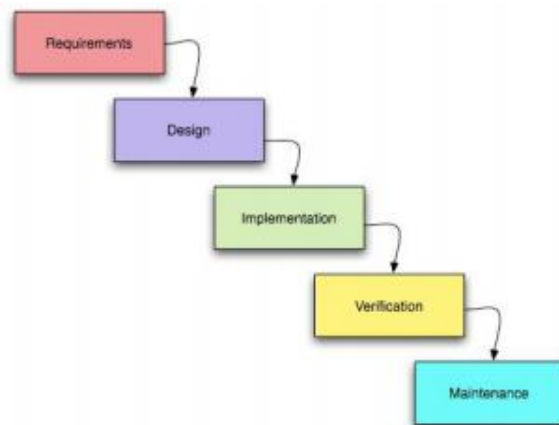 Requirements
Design
Implementation
Verification
Maintenance